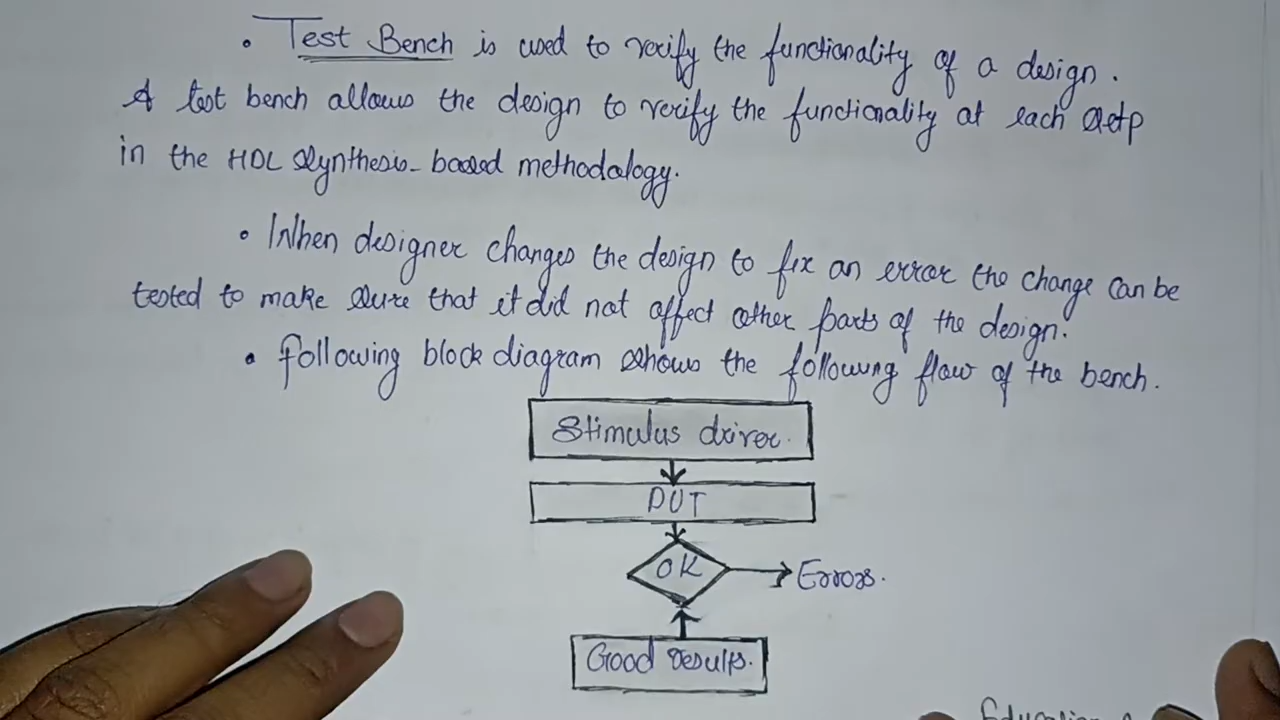 • Test Bench is used to verify the functionality of a design.
A test bench allows the design to verify the functionality at each setp
in the HDL Synthesis-based methodalogy.
• When designer changes the design to fix an error the change can be
tested to make sure that it did not affect other parts of the design.
• following block diagram shows the following flow of the bench.
Stimulus driver.
DUT
OK
Errors.
Good results.
Education